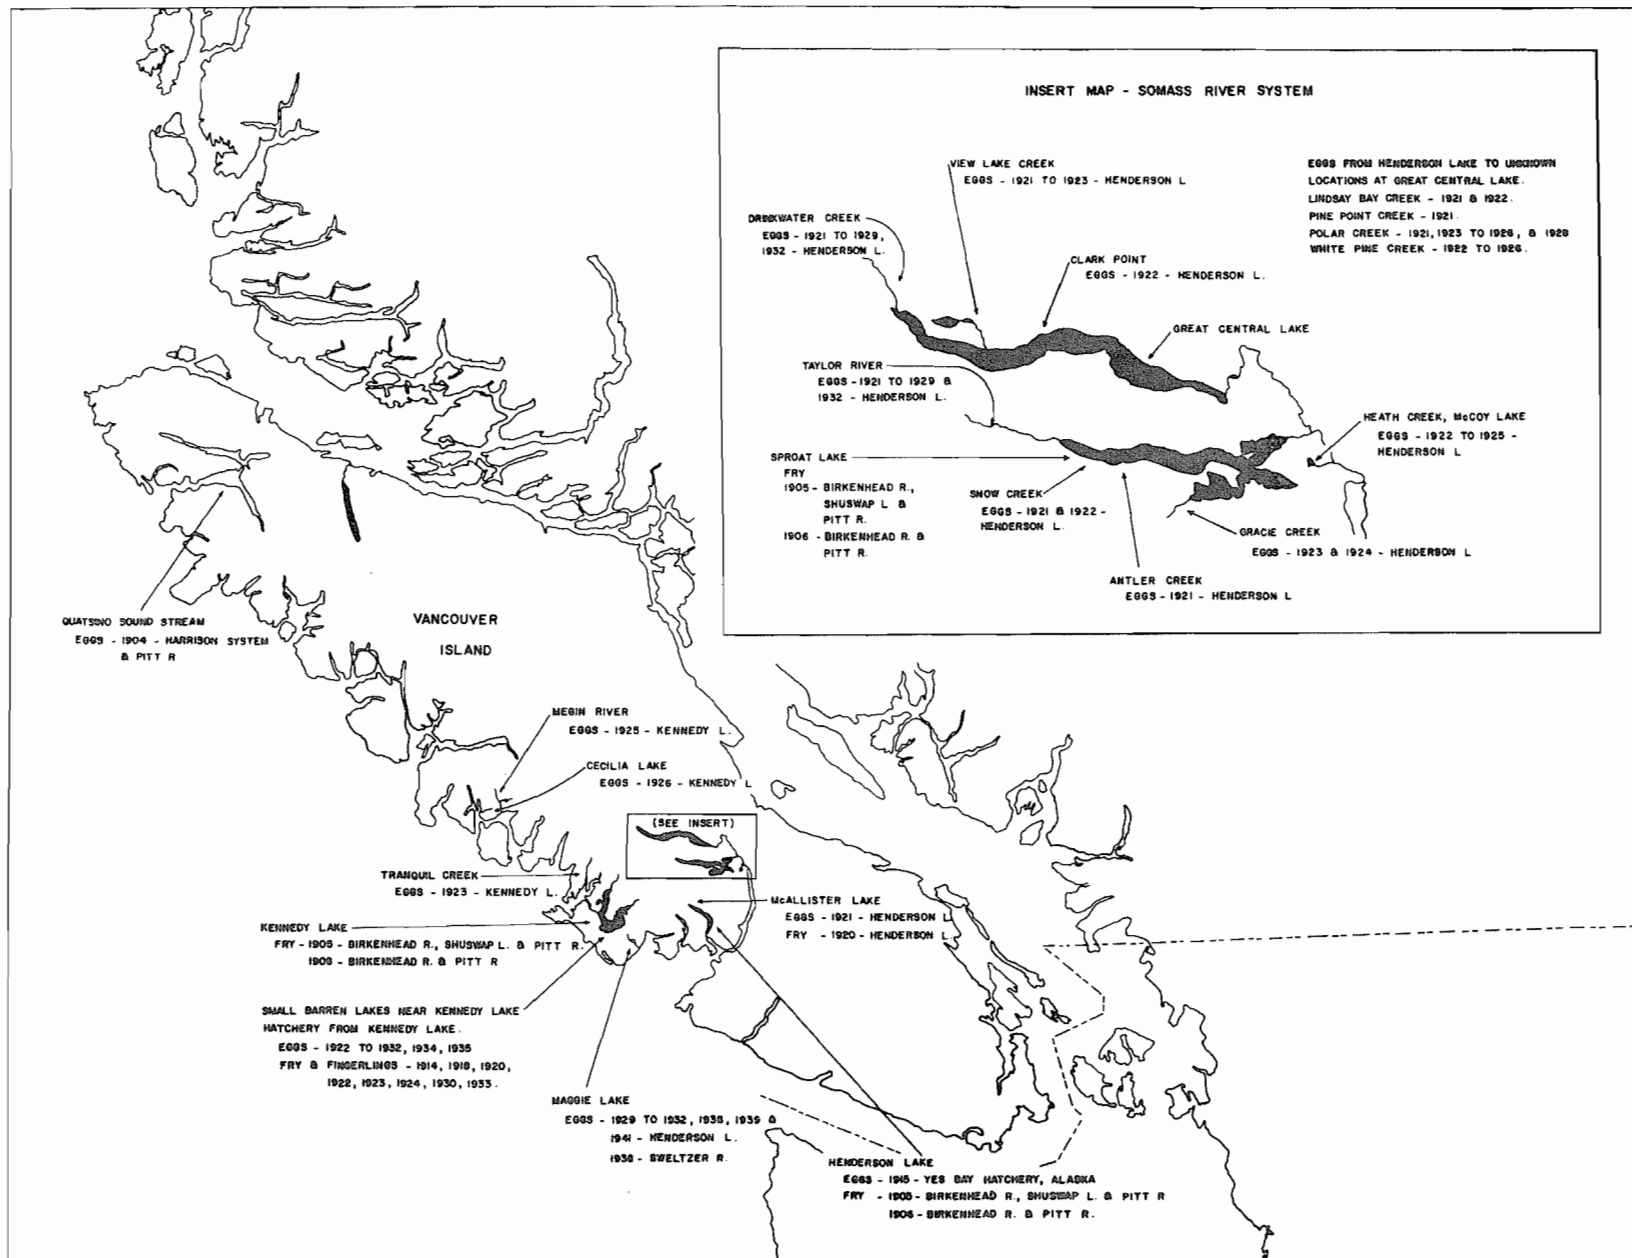 INSERT MAP - SOMASS RIVER SYSTEM
VIEW LAKE CREEK
EGGS - 1921 TO 1923 - HENDERSON L
EGGS FROM HENDERSON LAKE TO UNKNOWN
LOCATIONS AT GREAT CENTRAL LAKE.
LINDSAY BAY CREEK - 1921 & 1922.
PINE POINT CREEK - 1921.
POLAR CREEK - 1921, 1923 TO 1926, & 1928
WHITE PINE CREEK - 1922 TO 1926.
DRINKWATER CREEK
EGGS - 1921 TO 1929,
1932 - HENDERSON L.
CLARK POINT
EGGS - 1922 - HENDERSON L.
GREAT CENTRAL LAKE
TAYLOR RIVER
EGGS - 1921 TO 1929 &
1932 - HENDERSON L.
HEATH CREEK, McCOY LAKE
EGGS - 1922 TO 1925 -
HENDERSON L
SPROAT LAKE
FRY
1905 - BIRKENHEAD R.,
SHUSWAP L &
PITT R.
1906 - BIRKENHEAD R. &
PITT R.
SNOW CREEK
EGGS - 1921 & 1922 -
HENDERSON L.
GRACIE CREEK
EGGS - 1923 & 1924 - HENDERSON L
ANTLER CREEK
EGGS - 1921 - HENDERSON L
QUATSINO SOUND STREAM
EGGS - 1904 - HARRISON SYSTEM
& PITT R
VANCOUVER
ISLAND
MEGIN RIVER
EGGS - 1925 - KENNEDY L.
CECILIA LAKE
EGGS - 1926 - KENNEDY L
(SEE INSERT)
TRANQUIL CREEK
EGGS - 1923 - KENNEDY L.
McALLISTER LAKE
EGGS - 1921 - HENDERSON L
FRY - 1920 - HENDERSON L.
KENNEDY LAKE
FRY - 1905 - BIRKENHEAD R., SHUSWAP L. & PITT R.
BIRKENHEAD R. & PITT R
SMALL BARREN LAKES NEAR KENNEDY LAKE
HATCHERY FROM KENNEDY LAKE.
EGGS - 1922 TO 1932, 1934, 1935
FRY & FINGERLINGS - 1914, 1920,
1922, 1923, 1924, 1930, 1933.
MAGGIE LAKE
EGGS - 1929 TO 1932, 1939 &
1941 - HENDERSON L.
SWELTZER R.
HENDERSON LAKE
EGGS - YES BAY HATCHERY, ALASKA
FRY - BIRKENHEAD R., SHUSWAP L. & PITT R
BIRKENHEAD R. & PITT R.